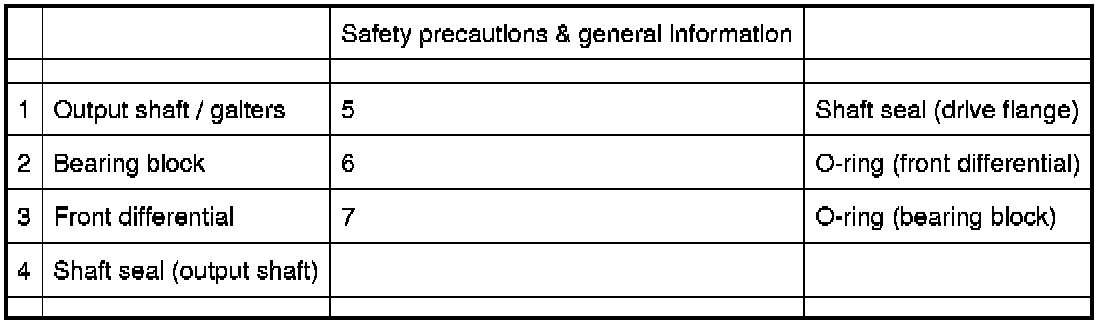 Safety precautions & general information
1 Output shaft / galters 5 Shaft seal (drive flange)
2 Bearing block 6 O-ring (front differential)
3 Front differential 7 O-ring (bearing block)
4 Shaft seal (output shaft)